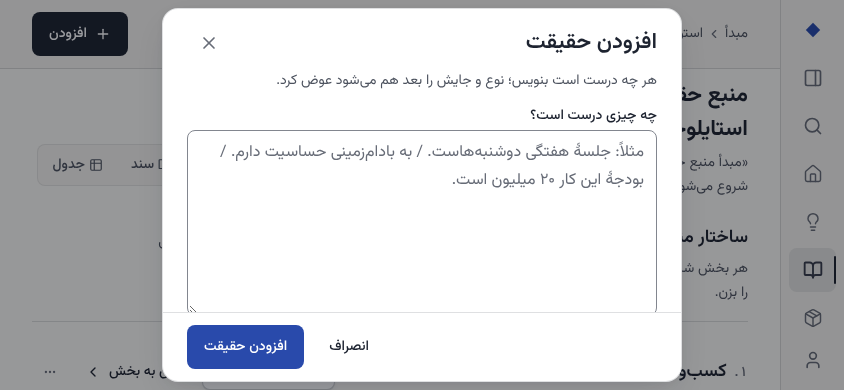 افزودن
مبدأ
افزودن حقیقت
هر چه درست است بنویس؛ نوع و جایش را بعد هم می‌شود عوض کرد.
چه چیزی درست است؟
مثلاً: جلسهٔ هفتگی دوشنبه‌هاست. / به بادام‌زمینی حساسیت دارم. /
بودجهٔ این کار ۲۰ میلیون است.
انصراف
افزودن حقیقت
منبع
سند
جدول
«مبدأ منبع
شروع می‌شو
ساختار
هر بخش
را بزن.
۱.
به بخش